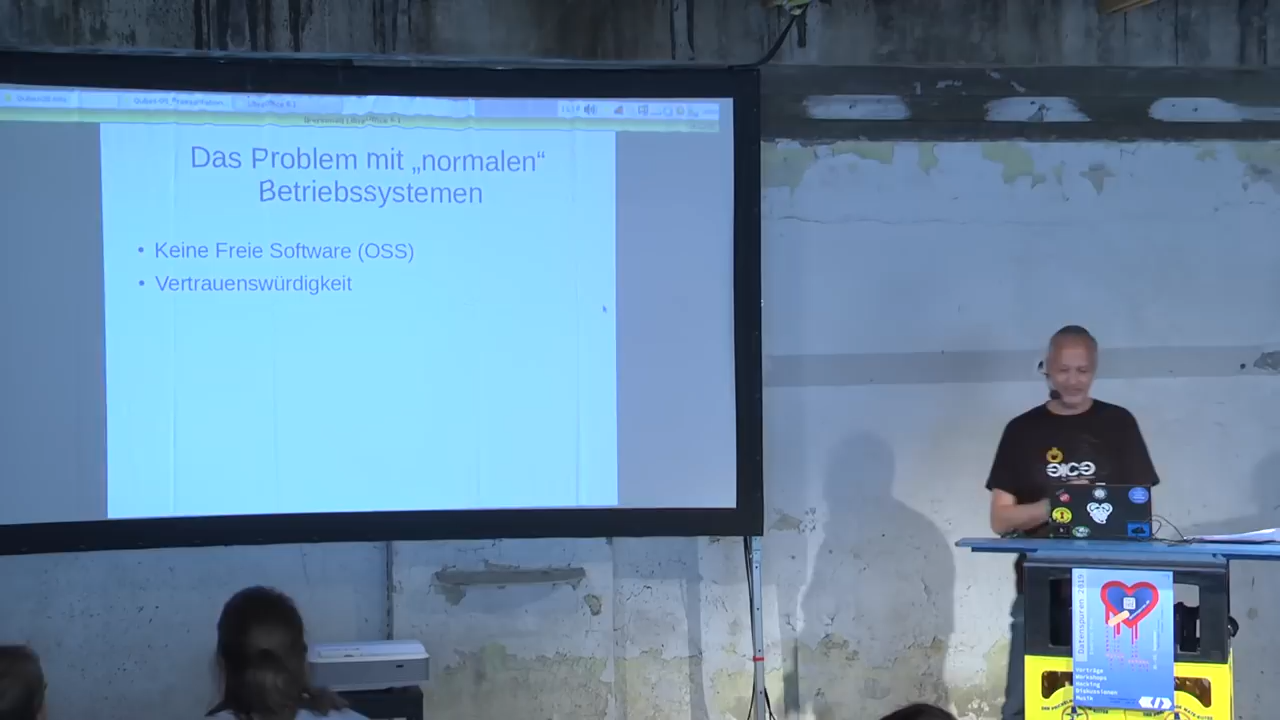 Das Problem mit „normalen“
Betriebssystemen
• Keine Freie Software (OSS)
• Vertrauenswürdigkeit
Datenspuren 2019
Vorträge
Workshops
Hacking
Diskussionen
Musik